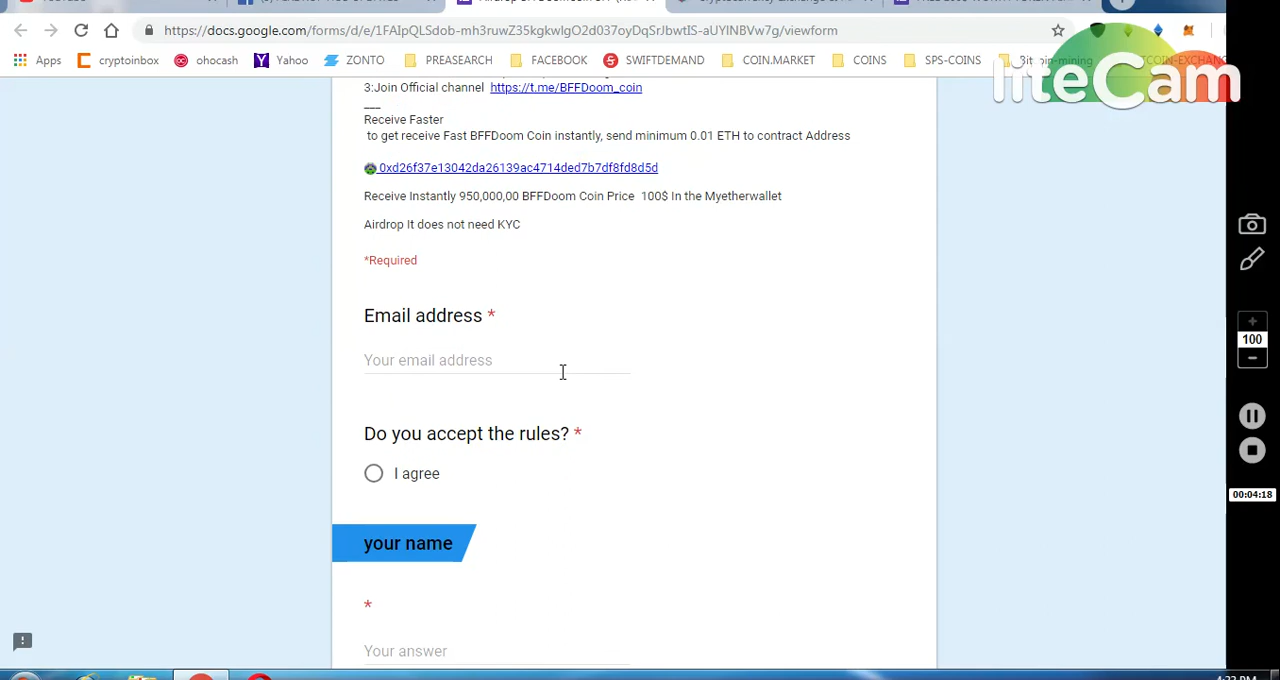 https://docs.google.com/forms/d/e/1FAIpQLSdob-mh3ruwZ35kgkwIgO2d037oyDqSrJbwtIS-aUYINBVw7g/viewform
Apps cryptoinbox ohocash Yahoo ZONTO PREASEARCH FACEBOOK SWIFTDEMAND COIN.MARKET COINS SPS-COINS
liteCam
3:Join Official channel https://t.me/BFFDoom_coin
Receive Faster
to get receive Fast BFFDoom Coin instantly, send minimum 0.01 ETH to contract Address
0xd26f37e13042da26139ac4714ded7b7df8fd8d5d
Receive Instantly 950,000,00 BFFDoom Coin Price 100$ In the Myetherwallet
Airdrop It does not need KYC
*Required
Email address *
Your email address
100
Do you accept the rules? *
I agree
00:04:18
your name
*
Your answer